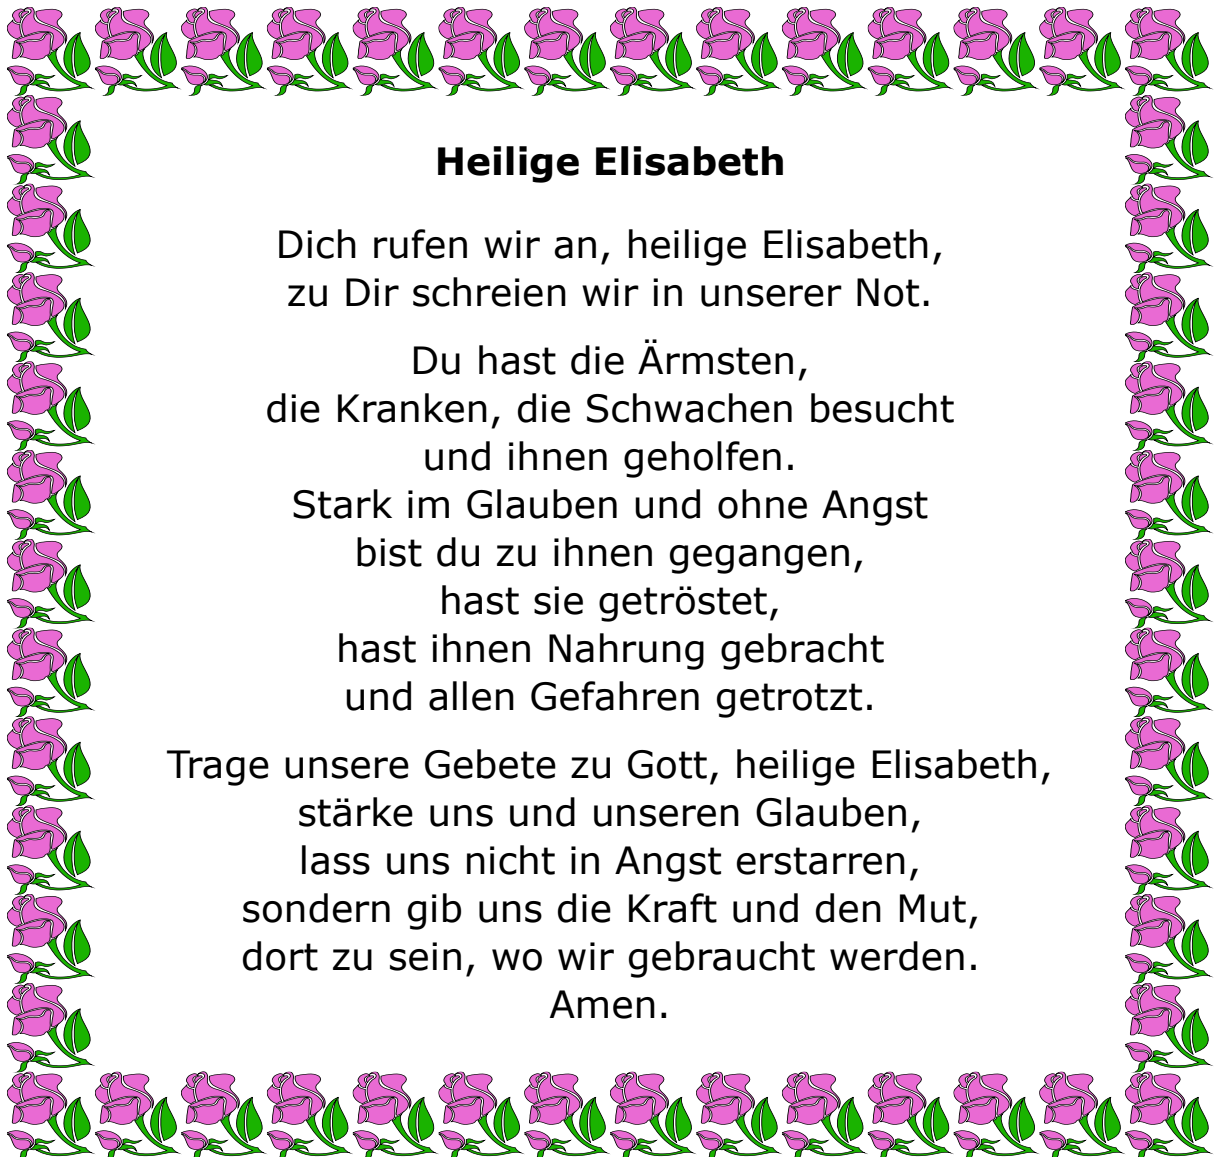 Heilige Elisabeth
Dich rufen wir an, heilige Elisabeth,
zu Dir schreien wir in unserer Not.
Du hast die Ärmsten,
die Kranken, die Schwachen besucht
und ihnen geholfen.
Stark im Glauben und ohne Angst
bist du zu ihnen gegangen,
hast sie getröstet,
hast ihnen Nahrung gebracht
und allen Gefahren getrotzt.
Trage unsere Gebete zu Gott, heilige Elisabeth,
stärke uns und unseren Glauben,
lass uns nicht in Angst erstarren,
sondern gib uns die Kraft und den Mut,
dort zu sein, wo wir gebraucht werden.
Amen.